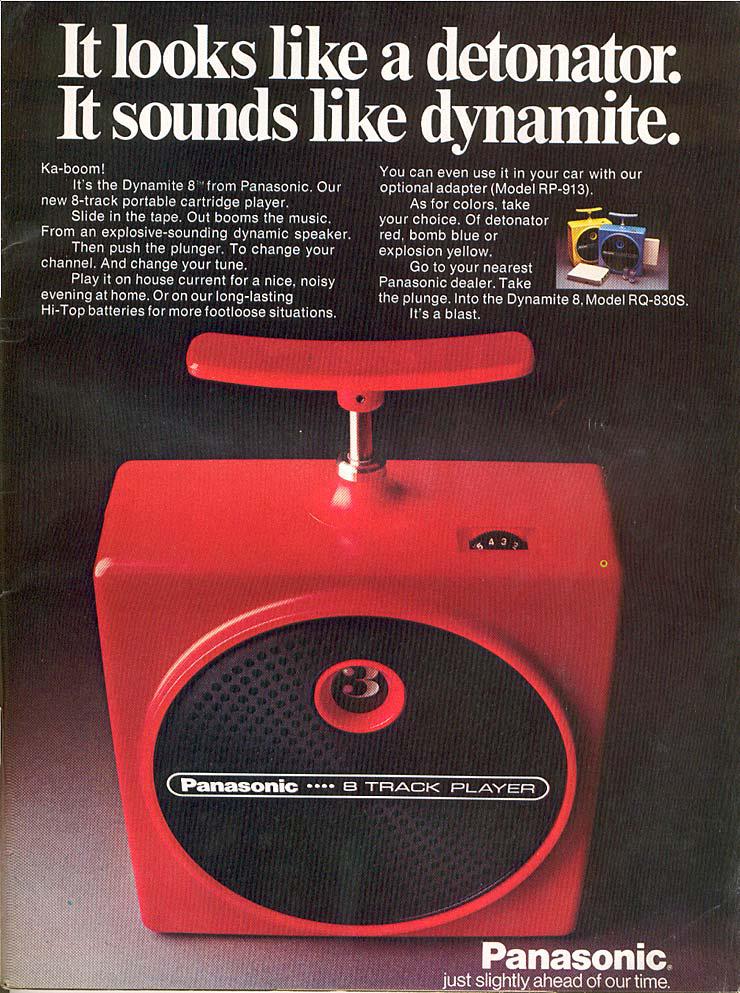 It looks like a detonator.
It sounds like dynamite.
Ka-boom!
It's the Dynamite 8™ from Panasonic. Our
new 8-track portable cartridge player.
Slide in the tape. Out booms the music.
From an explosive-sounding dynamic speaker.
Then push the plunger. To change your
channel. And change your tune.
Play it on house current for a nice, noisy
evening at home. Or on our long-lasting
Hi-Top batteries for more footloose situations.
You can even use it in your car with our
optional adapter (Model RP-913).
As for colors, take
your choice. Of detonator
red, bomb blue or
explosion yellow.
Go to your nearest
Panasonic dealer. Take
the plunge. Into the Dynamite 8, Model RQ-830S.
It's a blast.
5 4 3 2
3
Panasonic •••• 8 TRACK PLAYER
Panasonic®
just slightly ahead of our time.